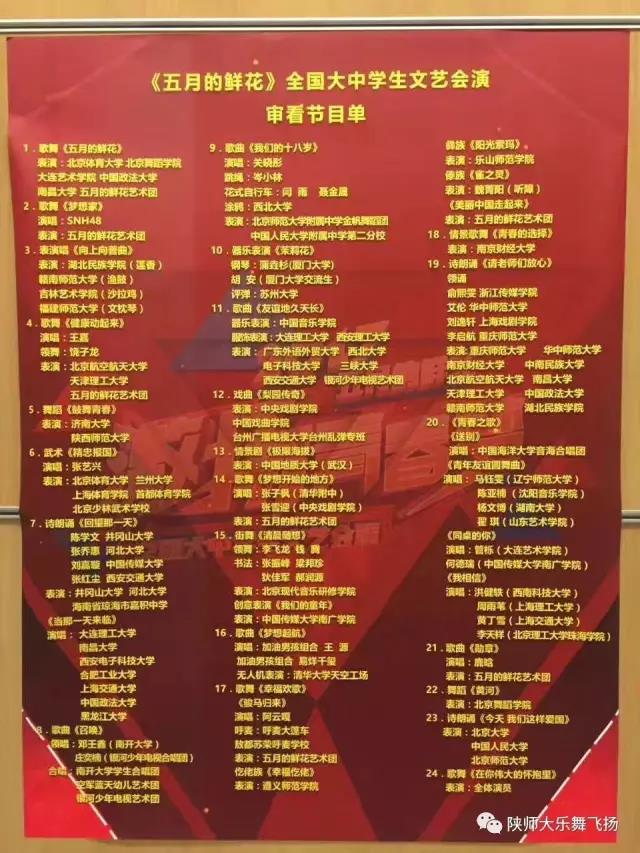 《五月的鲜花》全国大中学生文艺会演
审看节目单
1．歌舞《五月的鲜花》
表演：北京体育大学 北京舞蹈学院
大连艺术学院 中国政法大学
南昌大学 五月的鲜花艺术团
2．歌舞《梦想家》
演唱：SNH48
表演：五月的鲜花艺术团
3．表演唱《向上向善曲》
表演：湖北民族学院（莲香）
赣南师范大学（渔鼓）
吉林艺术学院（沙拉鸡）
福建师范大学（文枕琴）
4．歌舞《健康动起来》
演唱：王嘉
领舞：饶子龙
表演：北京航空航天大学
天津理工大学
五月的鲜花艺术团
5．舞蹈《鼓舞青春》
表演：济南大学
陕西师范大学
6．武术《精忠报国》
演唱：张艺兴
表演：北京体育大学 兰州大学
上海体育学院 首都体育学院
北京少林武术学校
7．诗朗诵《回望那一天》
陈学文 井冈山大学
张齐惠 河北大学
刘嘉璇 中国传媒大学
张红尘 西安交通大学
表演：井冈山大学 河北大学
海南省琼海市嘉积中学
《当那一天来临》
演唱：大连理工大学
南昌大学
西安电子科技大学
合肥工业大学
上海交通大学
中国政法大学
黑龙江大学
8．歌曲《召唤》
领唱：邓王鑫（南开大学）
庄奕楠（银河少年电视合唱团）
合唱：南开大学学生合唱团
空军蓝天幼儿艺术团
银河少年电视艺术团
9．歌曲《我们的十八岁》
演唱：关晓彤
跳绳：岑小林
花式自行车：闫雨 聂金晟
涂鸦：西北大学
表演：北京师范大学附属中学金帆舞蹈团
中国人民大学附属中学第二分校
10．器乐表演《茉莉花》
钢琴：蒲垚杉(厦门大学)
胡安（厦门大学交流生）
评弹：苏州大学
11．歌曲《友谊地久天长》
器乐表演：中国音乐学院
服饰表演：大连理工大学 西安理工大学
表演：广东外语外贸大学 西北大学
电子科技大学 三峡大学
西安交通大学 银河少年电视艺术团
12．戏曲《梨园传奇》
表演：中央戏剧学院
中国戏曲学院
台州广播电视大学台州乱弹专班
13．情景剧《极限海拔》
表演：中国地质大学（武汉）
14．歌舞《梦想开始的地方》
演唱：张子枫（清华附中）
张雪迎（中央戏剧学院）
表演：五月的鲜花艺术团
15．街舞《清晨随想》
领舞：李飞龙 钱腾
书法：张振峰 梁邦珍
狄佳军 郝润源
表演：北京现代音乐研修学院
创意表演《我们的童年》
表演：中国传媒大学南广学院
16．歌曲《梦想起航》
演唱：加油男孩组合 王源
加油男孩组合 易烊千玺
无人机表演：清华大学天空工场
17．歌舞《幸福欢歌》
《骏马归来》
演唱：阿云嘎
呼麦：呼麦大莲车
敖都苏荣呼麦学校
表演：五月的鲜花艺术团
仡佬族《幸福仡佬》
表演：遵义师范学院
彝族《阳光索玛》
表演：乐山师范学院
傣族《雀之灵》
表演：魏菁阳（听障）
《美丽中国走起来》
表演：五月的鲜花艺术团
18．情景歌舞《青春的选择》
表演：南京财经大学
19．诗朗诵《请老师们放心》
领诵
俞熙雯 浙江传媒学院
艾伦 华中师范大学
刘逸轩 上海戏剧学院
李启航 重庆师范大学
表演：重庆师范大学 华中师范大学
南京财经大学 中南民族大学
北京航空航天大学 南昌大学
天津理工大学 中国政法大学
赣南师范大学 湖北民族学院
20．《青春之歌》
《送别》
演唱：中国海洋大学音海合唱团
《青年友谊圆舞曲》
演唱：马钰雯（辽宁师范大学）
陈亚楠（沈阳音乐学院）
杨文博（湖南大学）
翟琪（山东艺术学院）
《同桌的你》
演唱：管栎（大连艺术学院）
何德瑞（中国传媒大学南广学院）
《我相信》
演唱：洪健轶（西南科技大学）
周雨苇（上海理工大学）
黄丁雪（上海交通大学）
李天祥（北京理工大学珠海学院）
21．歌曲《勋章》
演唱：鹿晗
表演：五月的鲜花艺术团
22．舞蹈《黄河》
表演：北京舞蹈学院
23．诗朗诵《今天 我们这样爱国》
表演：北京大学
中国人民大学
北京师范大学
24．歌舞《在你伟大的怀抱里》
表演：全体演员
陕师大乐舞飞扬